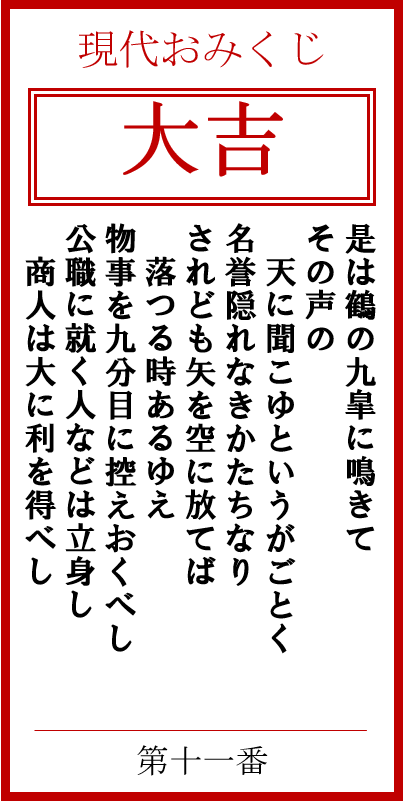 現代おみくじ
大吉
是は鶴の九皐に鳴きて
その声の
天に聞こゆというがごとく
名誉隠れなきかたちなり
されども矢を空に放てば
落つる時あるゆえ
物事を九分目に控えおくべし
公職に就く人などは立身し
商人は大に利を得べし
第十一番